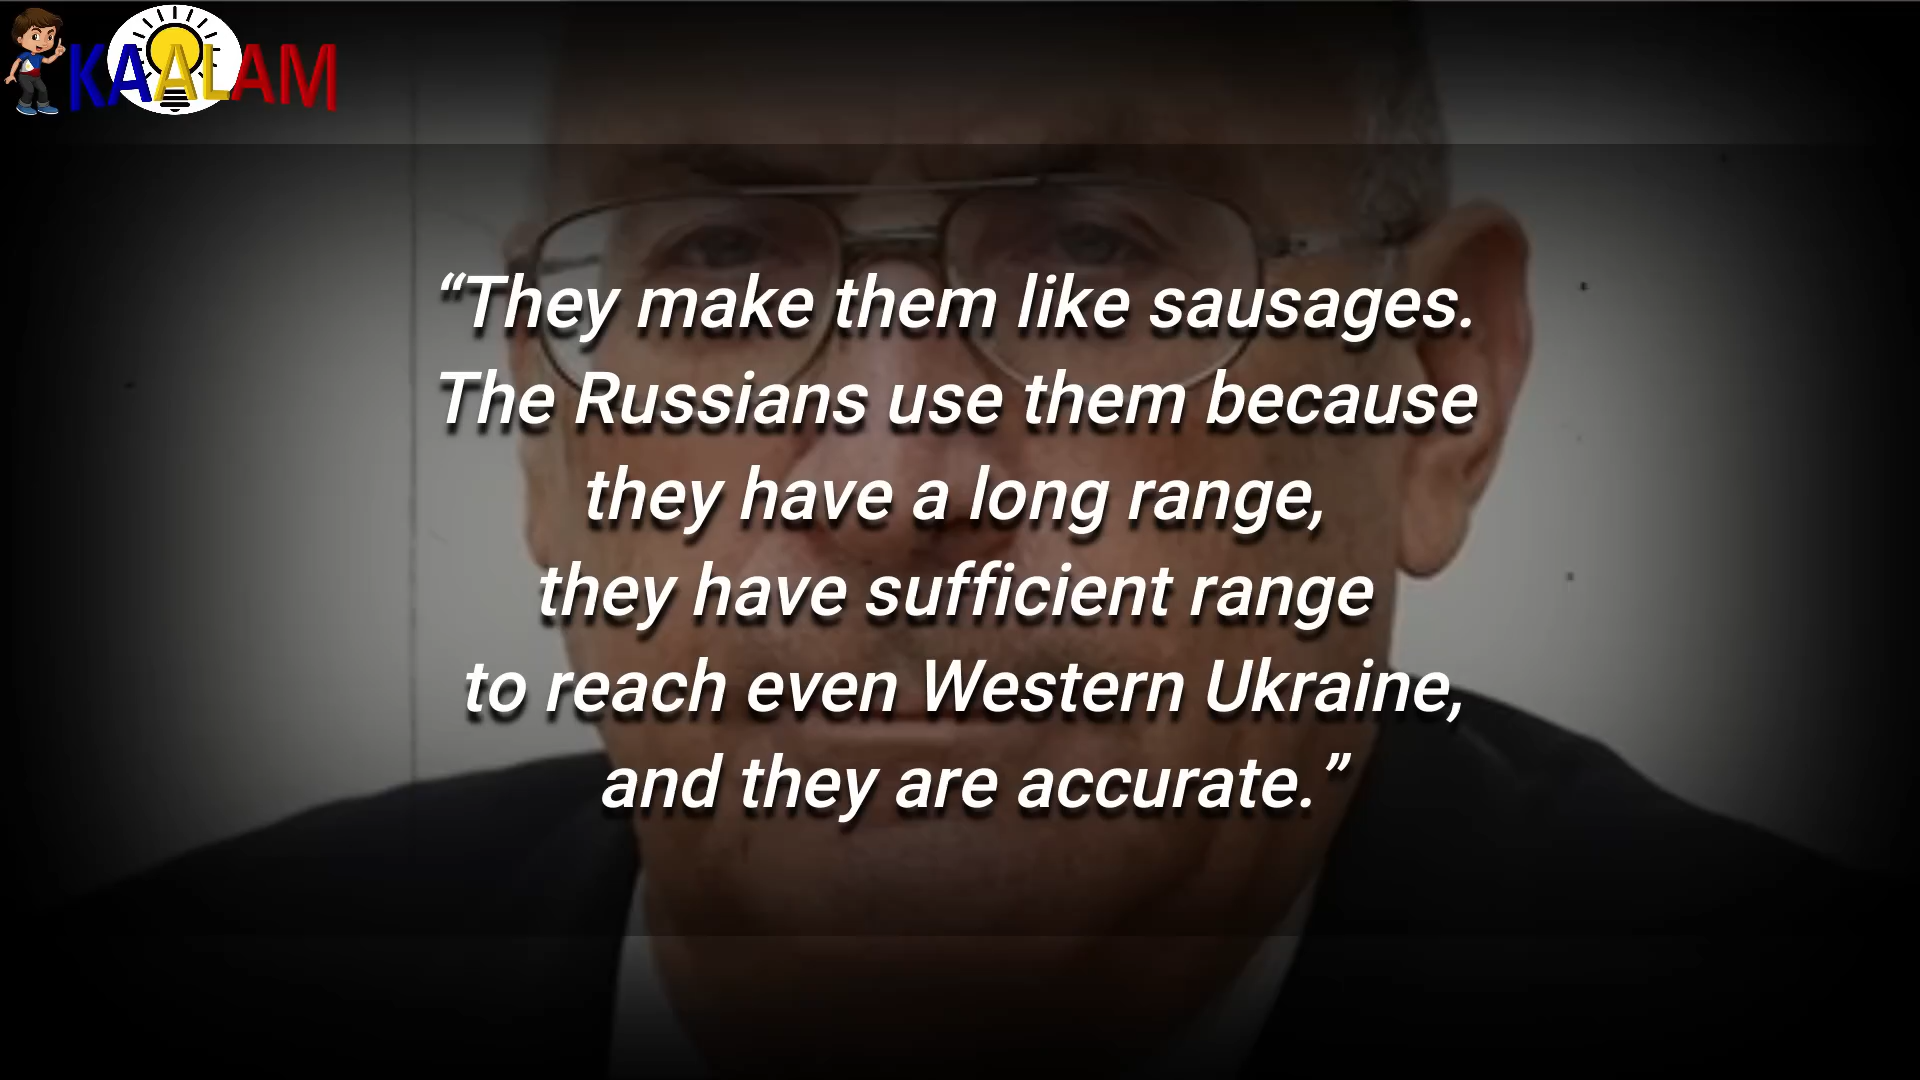 KAALAM
“They make them like sausages.
The Russians use them because
they have a long range,
they have sufficient range
to reach even Western Ukraine,
and they are accurate.”